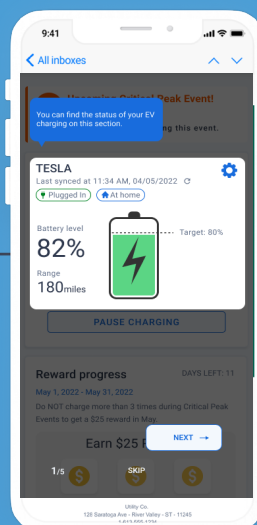 9:41
All inboxes
Upcoming Critical Peak Event!
You can find the status of your EV
charging on this section.
ng this event.
TESLA
Last synced at 11:34 AM, 04/05/2022
Plugged In
At home
Battery level
82%
Target: 80%
Range
180miles
PAUSE CHARGING
Reward progress
DAYS LEFT: 11
May 1, 2022 - May 31, 2022
Do NOT charge more than 3 times during Critical Peak
Events to get a $25 reward in May.
Earn $25
NEXT →
1/5
SKIP
Utility Co.
128 Saratoga Ave - River Valley - ST - 11245